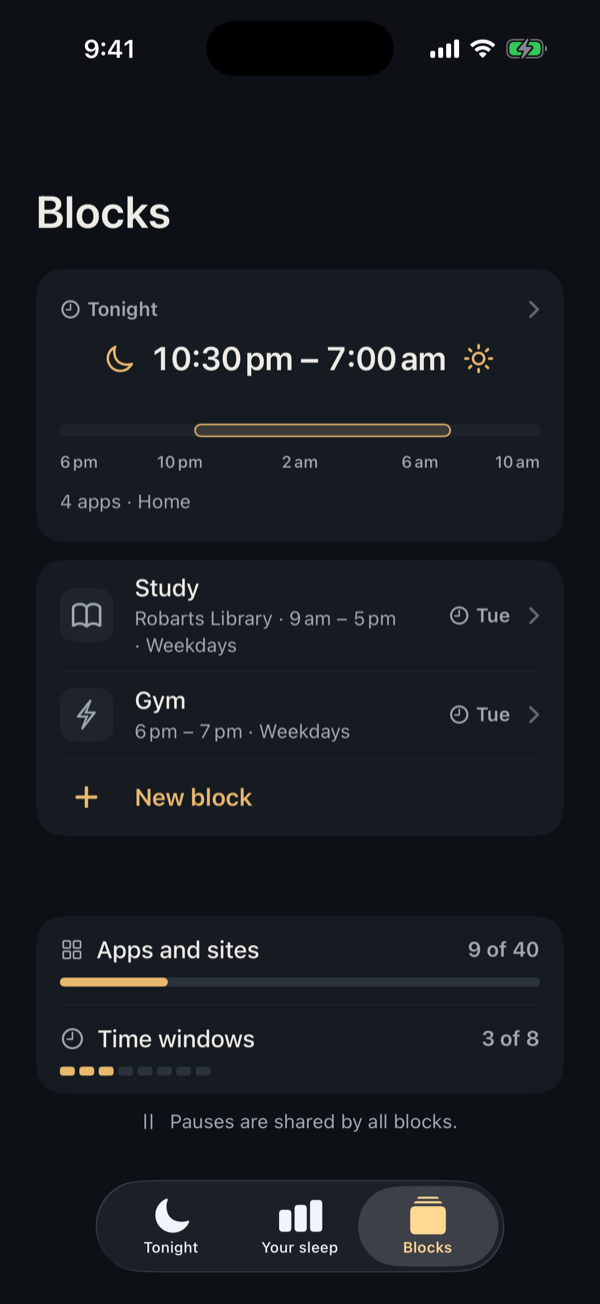 9:41
Blocks
Tonight
10:30 pm – 7:00 am
6 pm 10 pm 2 am 6 am 10 am
4 apps · Home
Study
Robarts Library · 9 am – 5 pm
· Weekdays
Tue
Gym
6 pm – 7 pm · Weekdays
Tue
New block
Apps and sites 9 of 40
Time windows 3 of 8
Pauses are shared by all blocks.
Tonight Your sleep Blocks